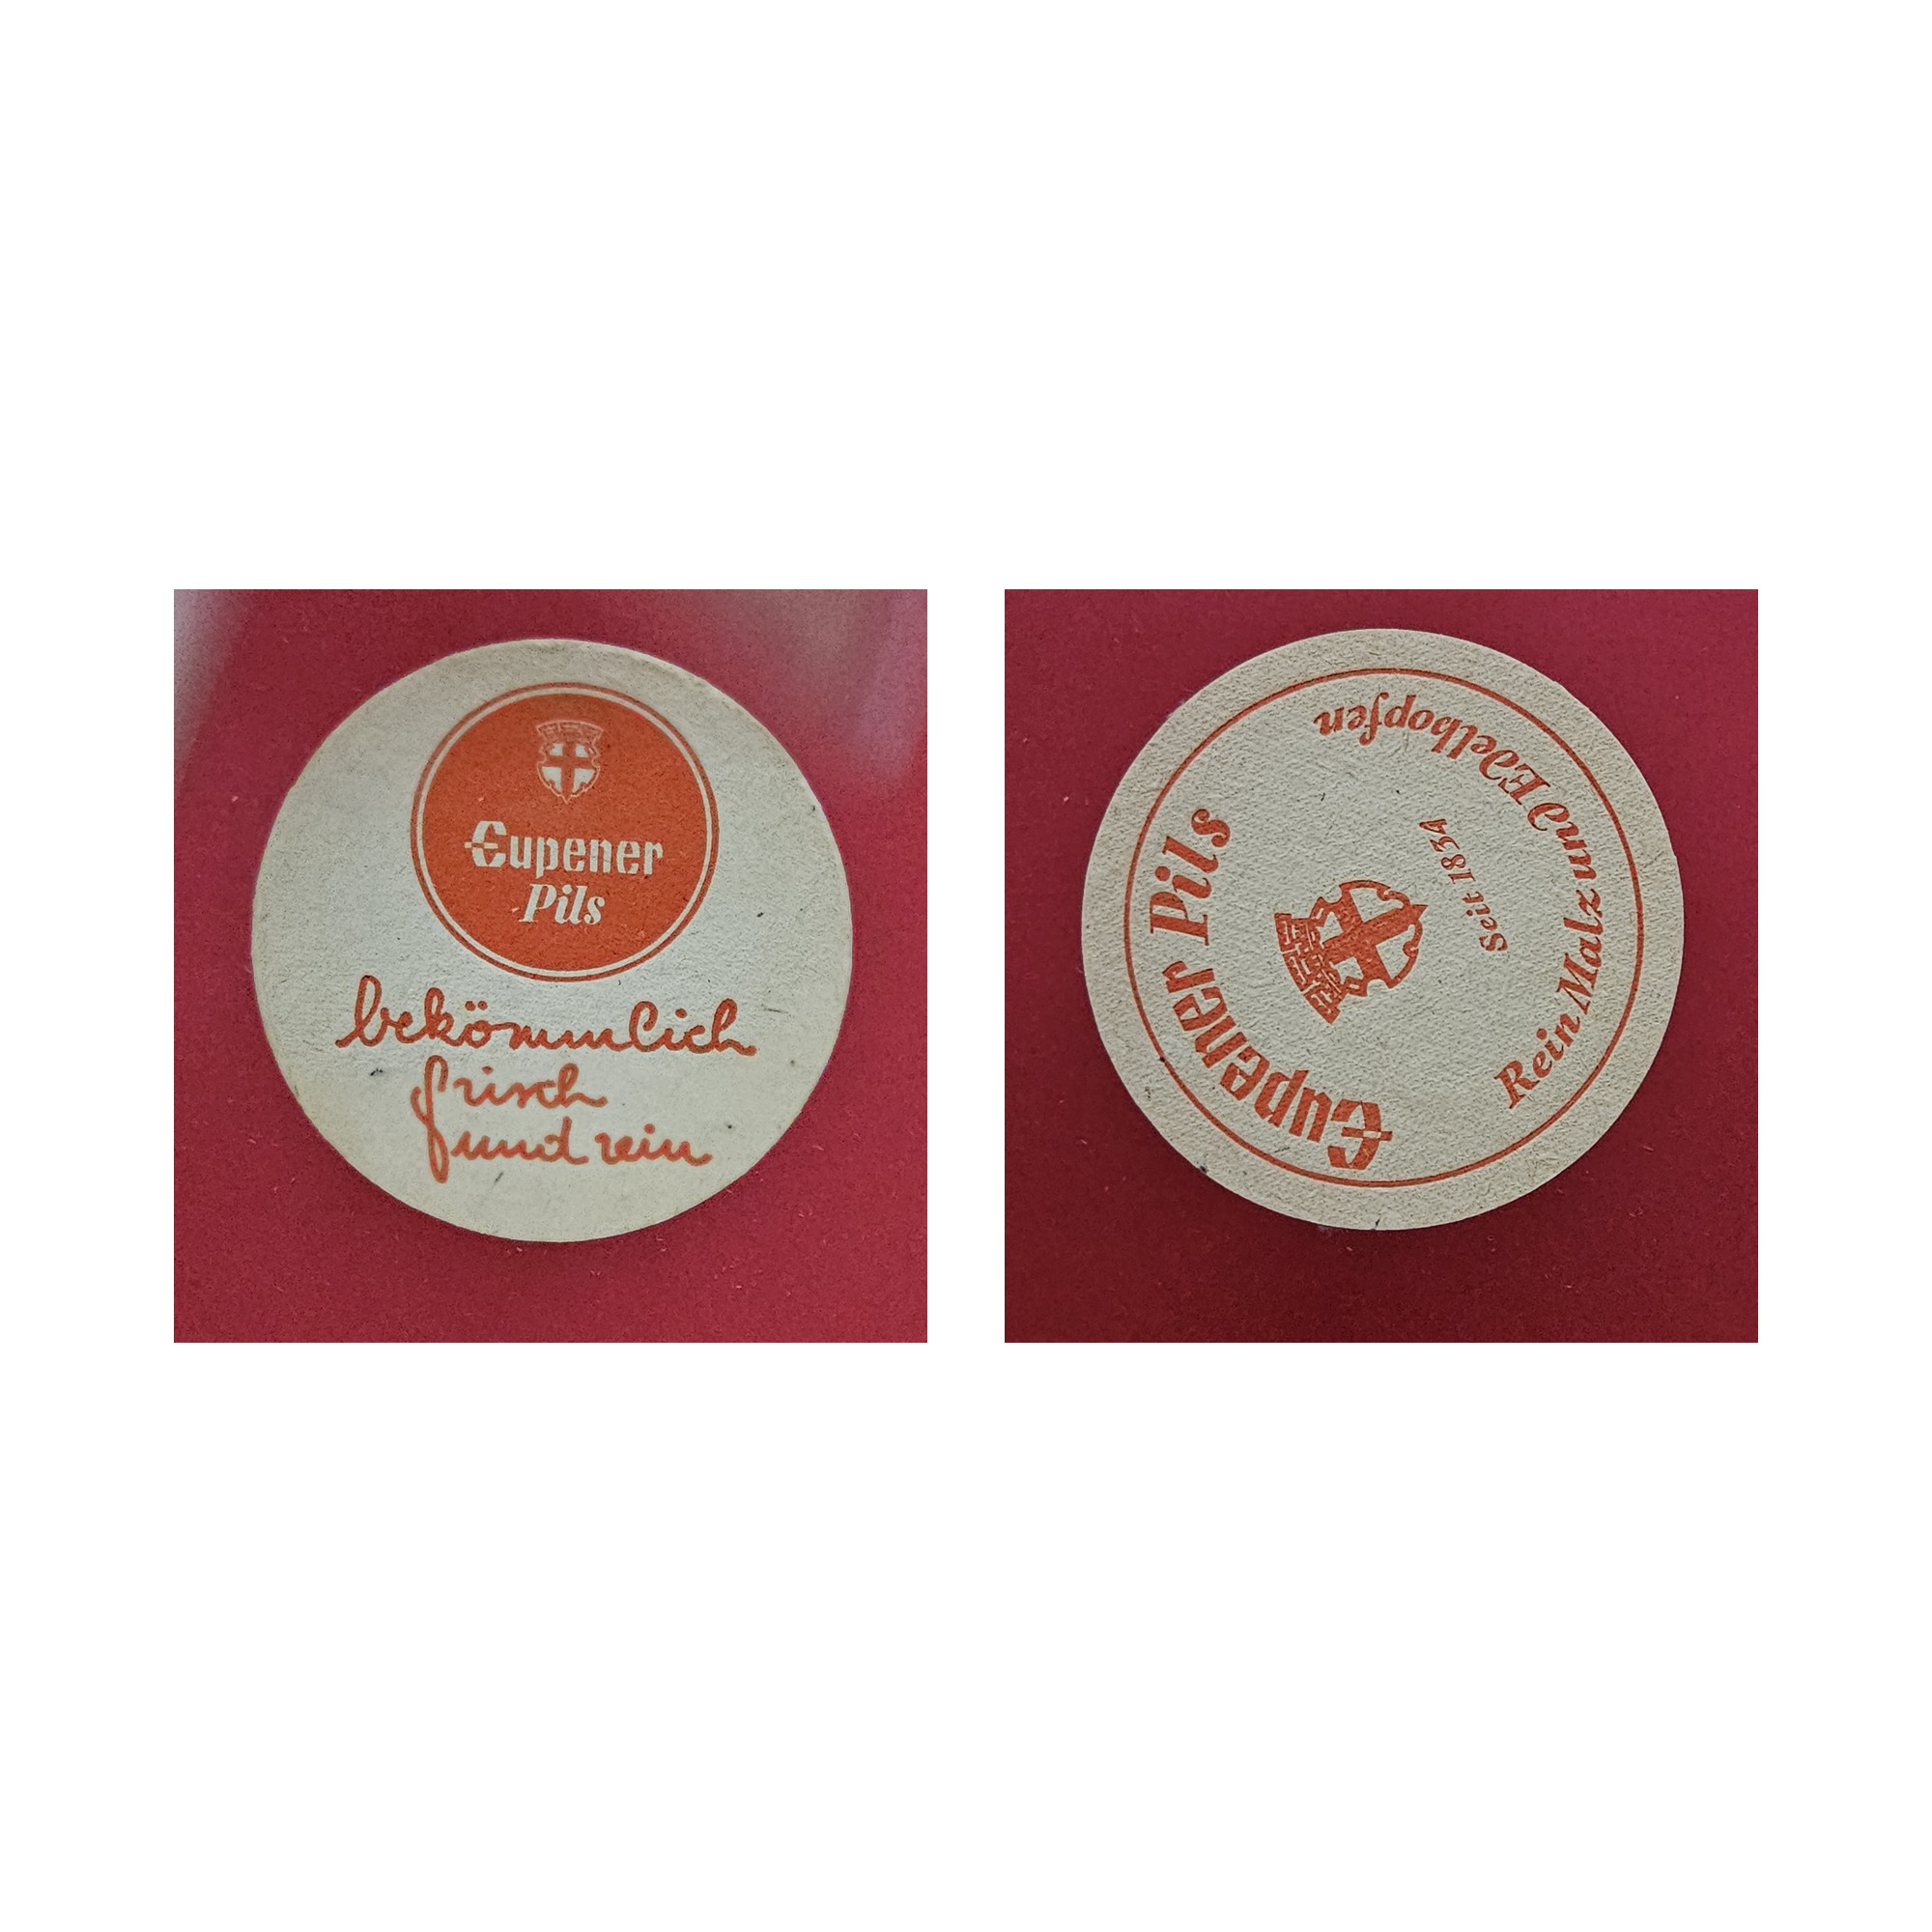 Eupener
Pils
bekömmlich
frisch
und rein
Eupener Pils
Seit 1834
Rein Malz und Edelhopfen